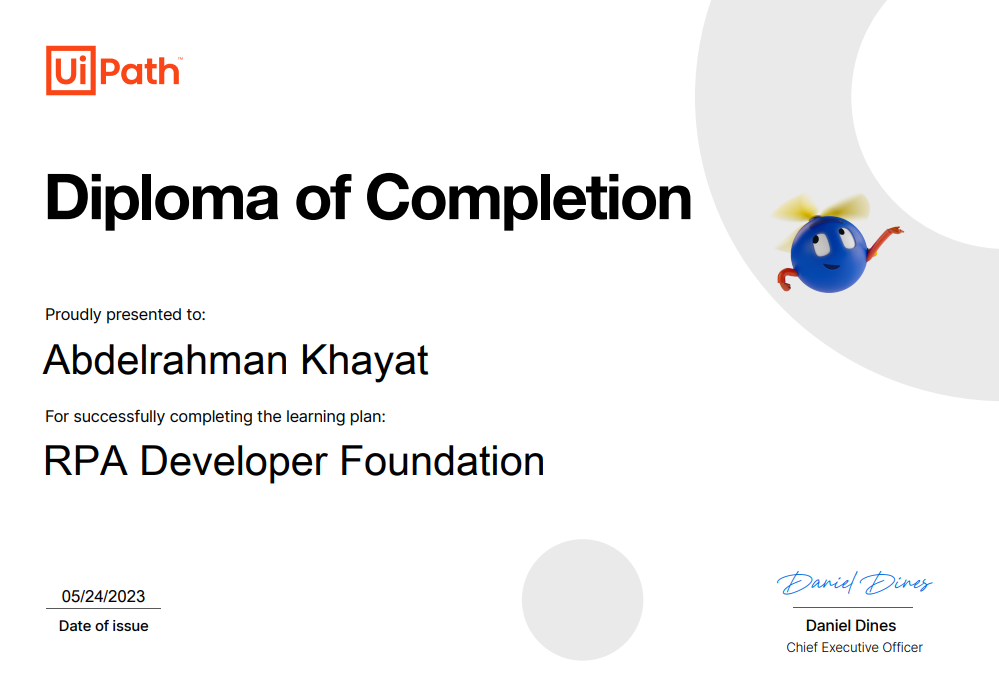 UiPath™
Diploma of Completion
Proudly presented to:
Abdelrahman Khayat
For successfully completing the learning plan:
RPA Developer Foundation
05/24/2023
Date of issue
Daniel Dines
Daniel Dines
Chief Executive Officer